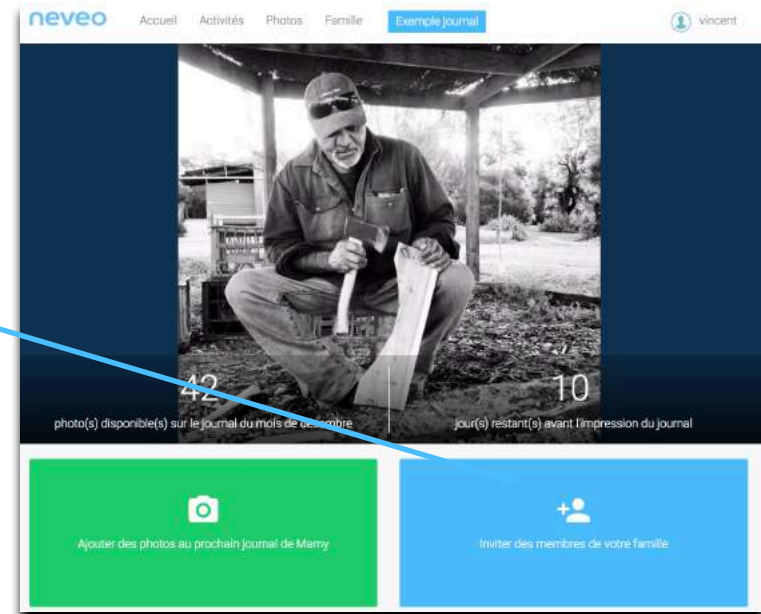 neveo Accueil Activités Photos Famille Exemple journal vincent
42
photo(s) disponible(s) sur le journal du mois de décembre
10
jour(s) restant(s) avant l'impression du journal
Ajouter des photos au prochain journal de Mamy
Inviter des membres de votre famille